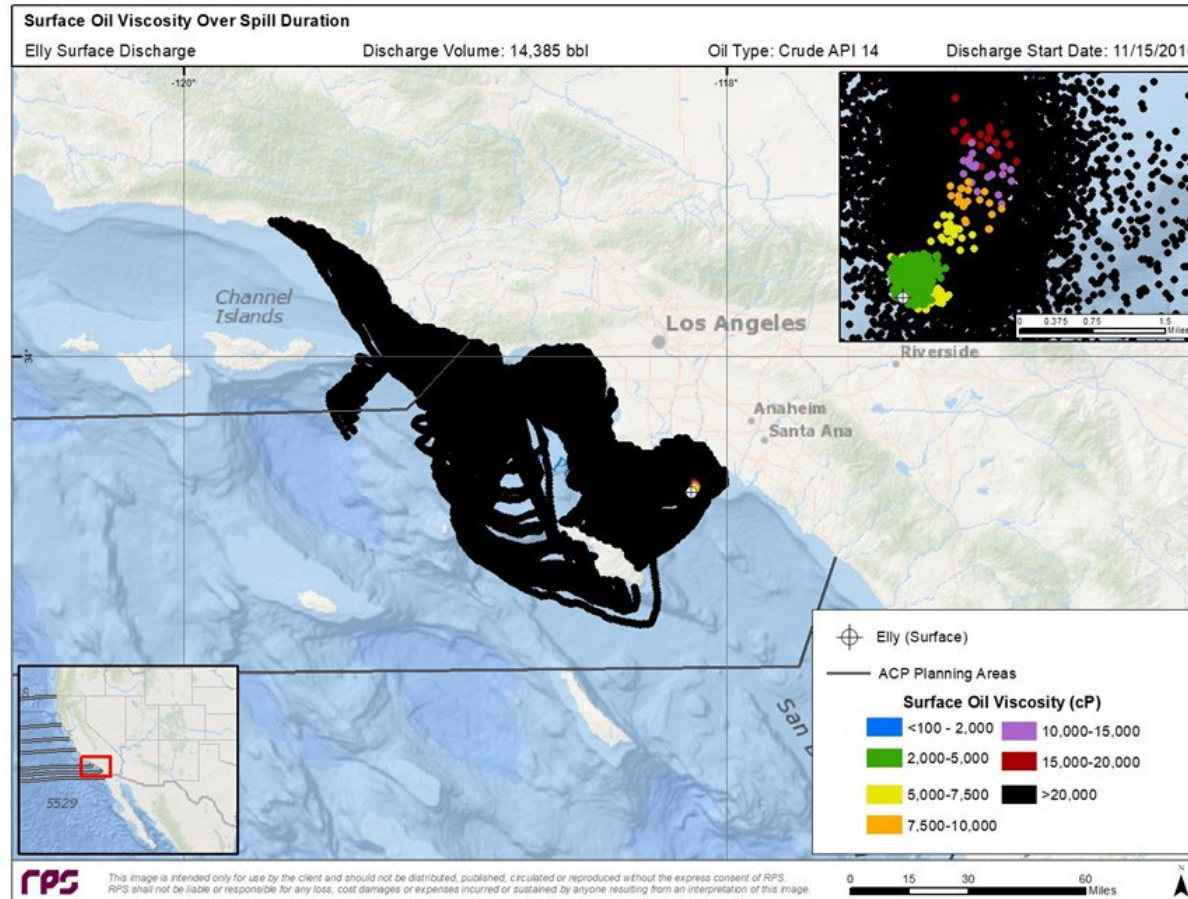 Surface Oil Viscosity Over Spill Duration
Elly Surface Discharge
Discharge Volume: 14,385 bbl
Oil Type: Crude API 14
Discharge Start Date: 11/15/201
-120°
-118°
34°
Channel
Islands
Los Angeles
Riverside
Anaheim
Santa Ana
0 0.375 0.75 1.5
Miles
San
Elly (Surface)
ACP Planning Areas
Surface Oil Viscosity (cP)
<100 - 2,000
2,000-5,000
5,000-7,500
7,500-10,000
10,000-15,000
15,000-20,000
>20,000
5529
rps
This image is intended only for use by the client and should not be distributed, published, circulated or reproduced without the express consent of RPS.
RPS shall not be liable or responsible for any loss, cost damages or expenses incurred or sustained by anyone resulting from an interpretation of this image.
0 15 30 60
Miles
N